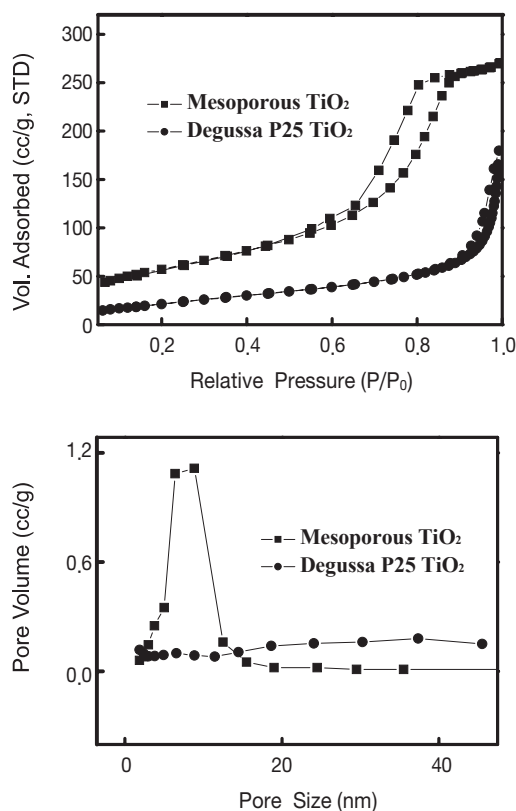 300
250
200
150
100
50
0
Vol. Adsorbed (cc/g, STD)
Mesoporous TiO₂
Degussa P25 TiO₂
0.2 0.4 0.6 0.8 1.0
Relative Pressure (P/P₀)
1.2
0.6
0.0
Pore Volume (cc/g)
Mesoporous TiO₂
Degussa P25 TiO₂
0 20 40
Pore Size (nm)